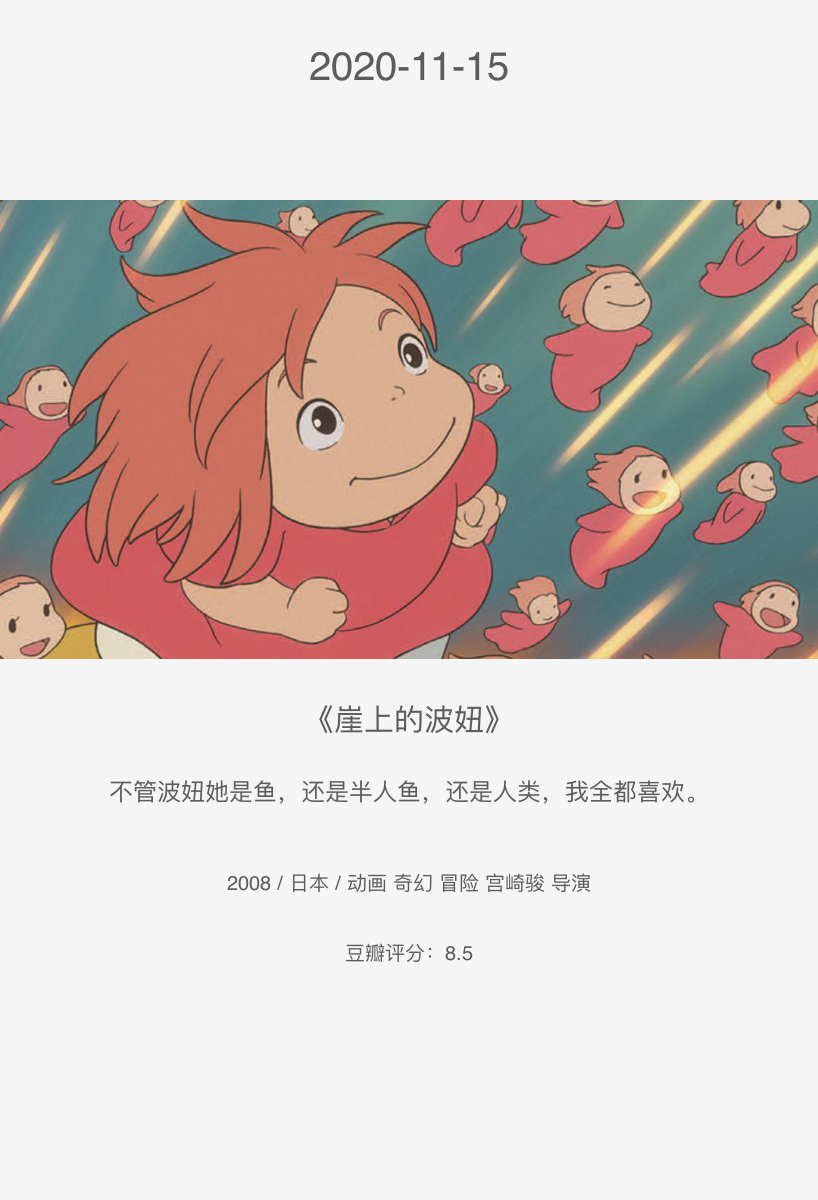 2020-11-15
《崖上的波妞》
不管波妞她是鱼，还是半人鱼，还是人类，我全都喜欢。
2008 / 日本 / 动画 奇幻 冒险 宫崎骏 导演
豆瓣评分：8.5